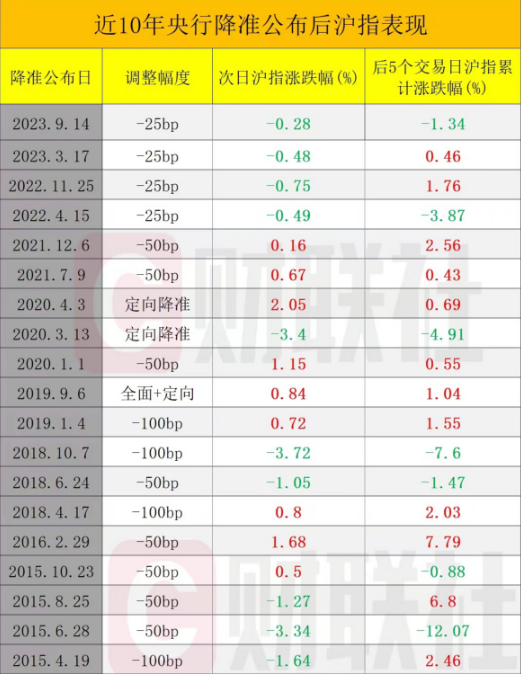 近10年央行降准公布后沪指表现
降准公布日 调整幅度 次日沪指涨跌幅(%) 后5个交易日沪指累计涨跌幅(%)
2023.9.14 -25bp -0.28 -1.34
2023.3.17 -25bp -0.48 0.46
2022.11.25 -25bp -0.75 1.76
2022.4.15 -25bp -0.49 -3.87
2021.12.6 -50bp 0.16 2.56
2021.7.9 -50bp 0.67 0.43
2020.4.3 定向降准 2.05 0.69
2020.3.13 定向降准 -3.4 -4.91
2020.1.1 -50bp 1.15 0.55
2019.9.6 全面+定向 0.84 1.04
2019.1.4 -100bp 0.72 1.55
2018.10.7 -100bp -3.72 -7.6
2018.6.24 -50bp -1.05 -1.47
2018.4.17 -100bp 0.8 2.03
2016.2.29 -50bp 1.68 7.79
2015.10.23 -50bp 0.5 -0.88
2015.8.25 -50bp -1.27 6.8
2015.6.28 -50bp -3.34 -12.07
2015.4.19 -100bp -1.64 2.46
财联社
财联社